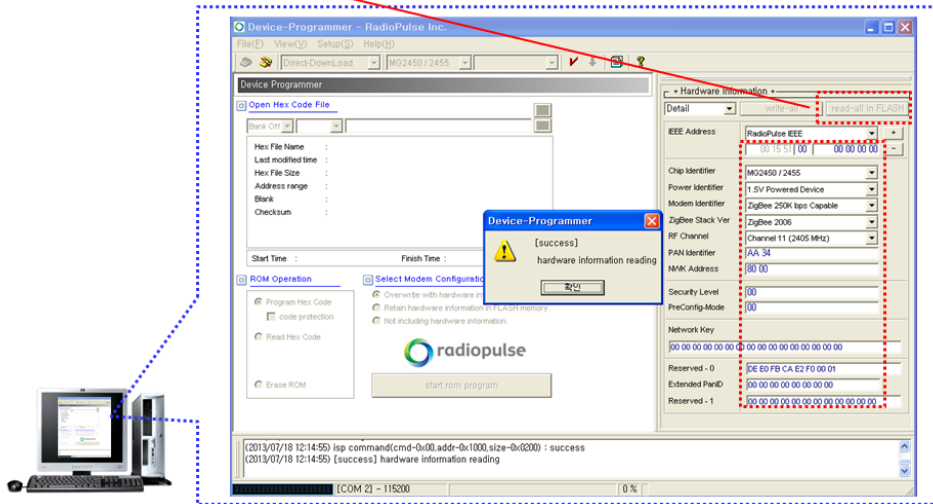 Device-Programmer - RadioPulse Inc.
File(F) View(V) Setup(S) Help(H)
Direct-DownLoad MG2450 / 2455
Device Programmer
Open Hex Code File
Bank Off
Hex File Name :
Last modified time :
Hex File Size :
Address range :
Blank :
Checksum :
Start Time : Finish Time :
ROM Operation
Program Hex Code
code protection
Read Hex Code
Erase ROM
Select Modem Configuratio
Overwrite with hardware in
Retain hardware information in FLASH memory.
Not including hardware information.
radiopulse
start rom program
Device-Programmer
[success]
hardware information reading
확인
Hardware Information
Detail write-all read-all in FLASH
IEEE Address RadioPulse IEEE +
00 15 51 00 00 00 00 00 -
Chip Identifier MG2450 / 2455
Power Identifier 1.5V Powered Device
Modem Identifier ZigBee 250K bps Capable
ZigBee Stack Ver ZigBee 2006
RF Channel Channel 11 (2405 MHz)
PAN Identifier AA 34
NWK Address 80 00
Security Level 00
PreConfig-Mode 00
Network Key
00 00 00 00 00 00 00 00 00 00 00 00 00 00 00 00
Reserved - 0 DE E0 FB CA E2 F0 00 01
Extended PanID 00 00 00 00 00 00 00 00
Reserved - 1 00 00 00 00 00 00 00 00 00 00 00 00
(2013/07/18 12:14:55) isp command(cmd-0x00,addr-0x1000,size-0x0200) : success
(2013/07/18 12:14:55) [success] hardware information reading
[COM 2] - 115200 0 %